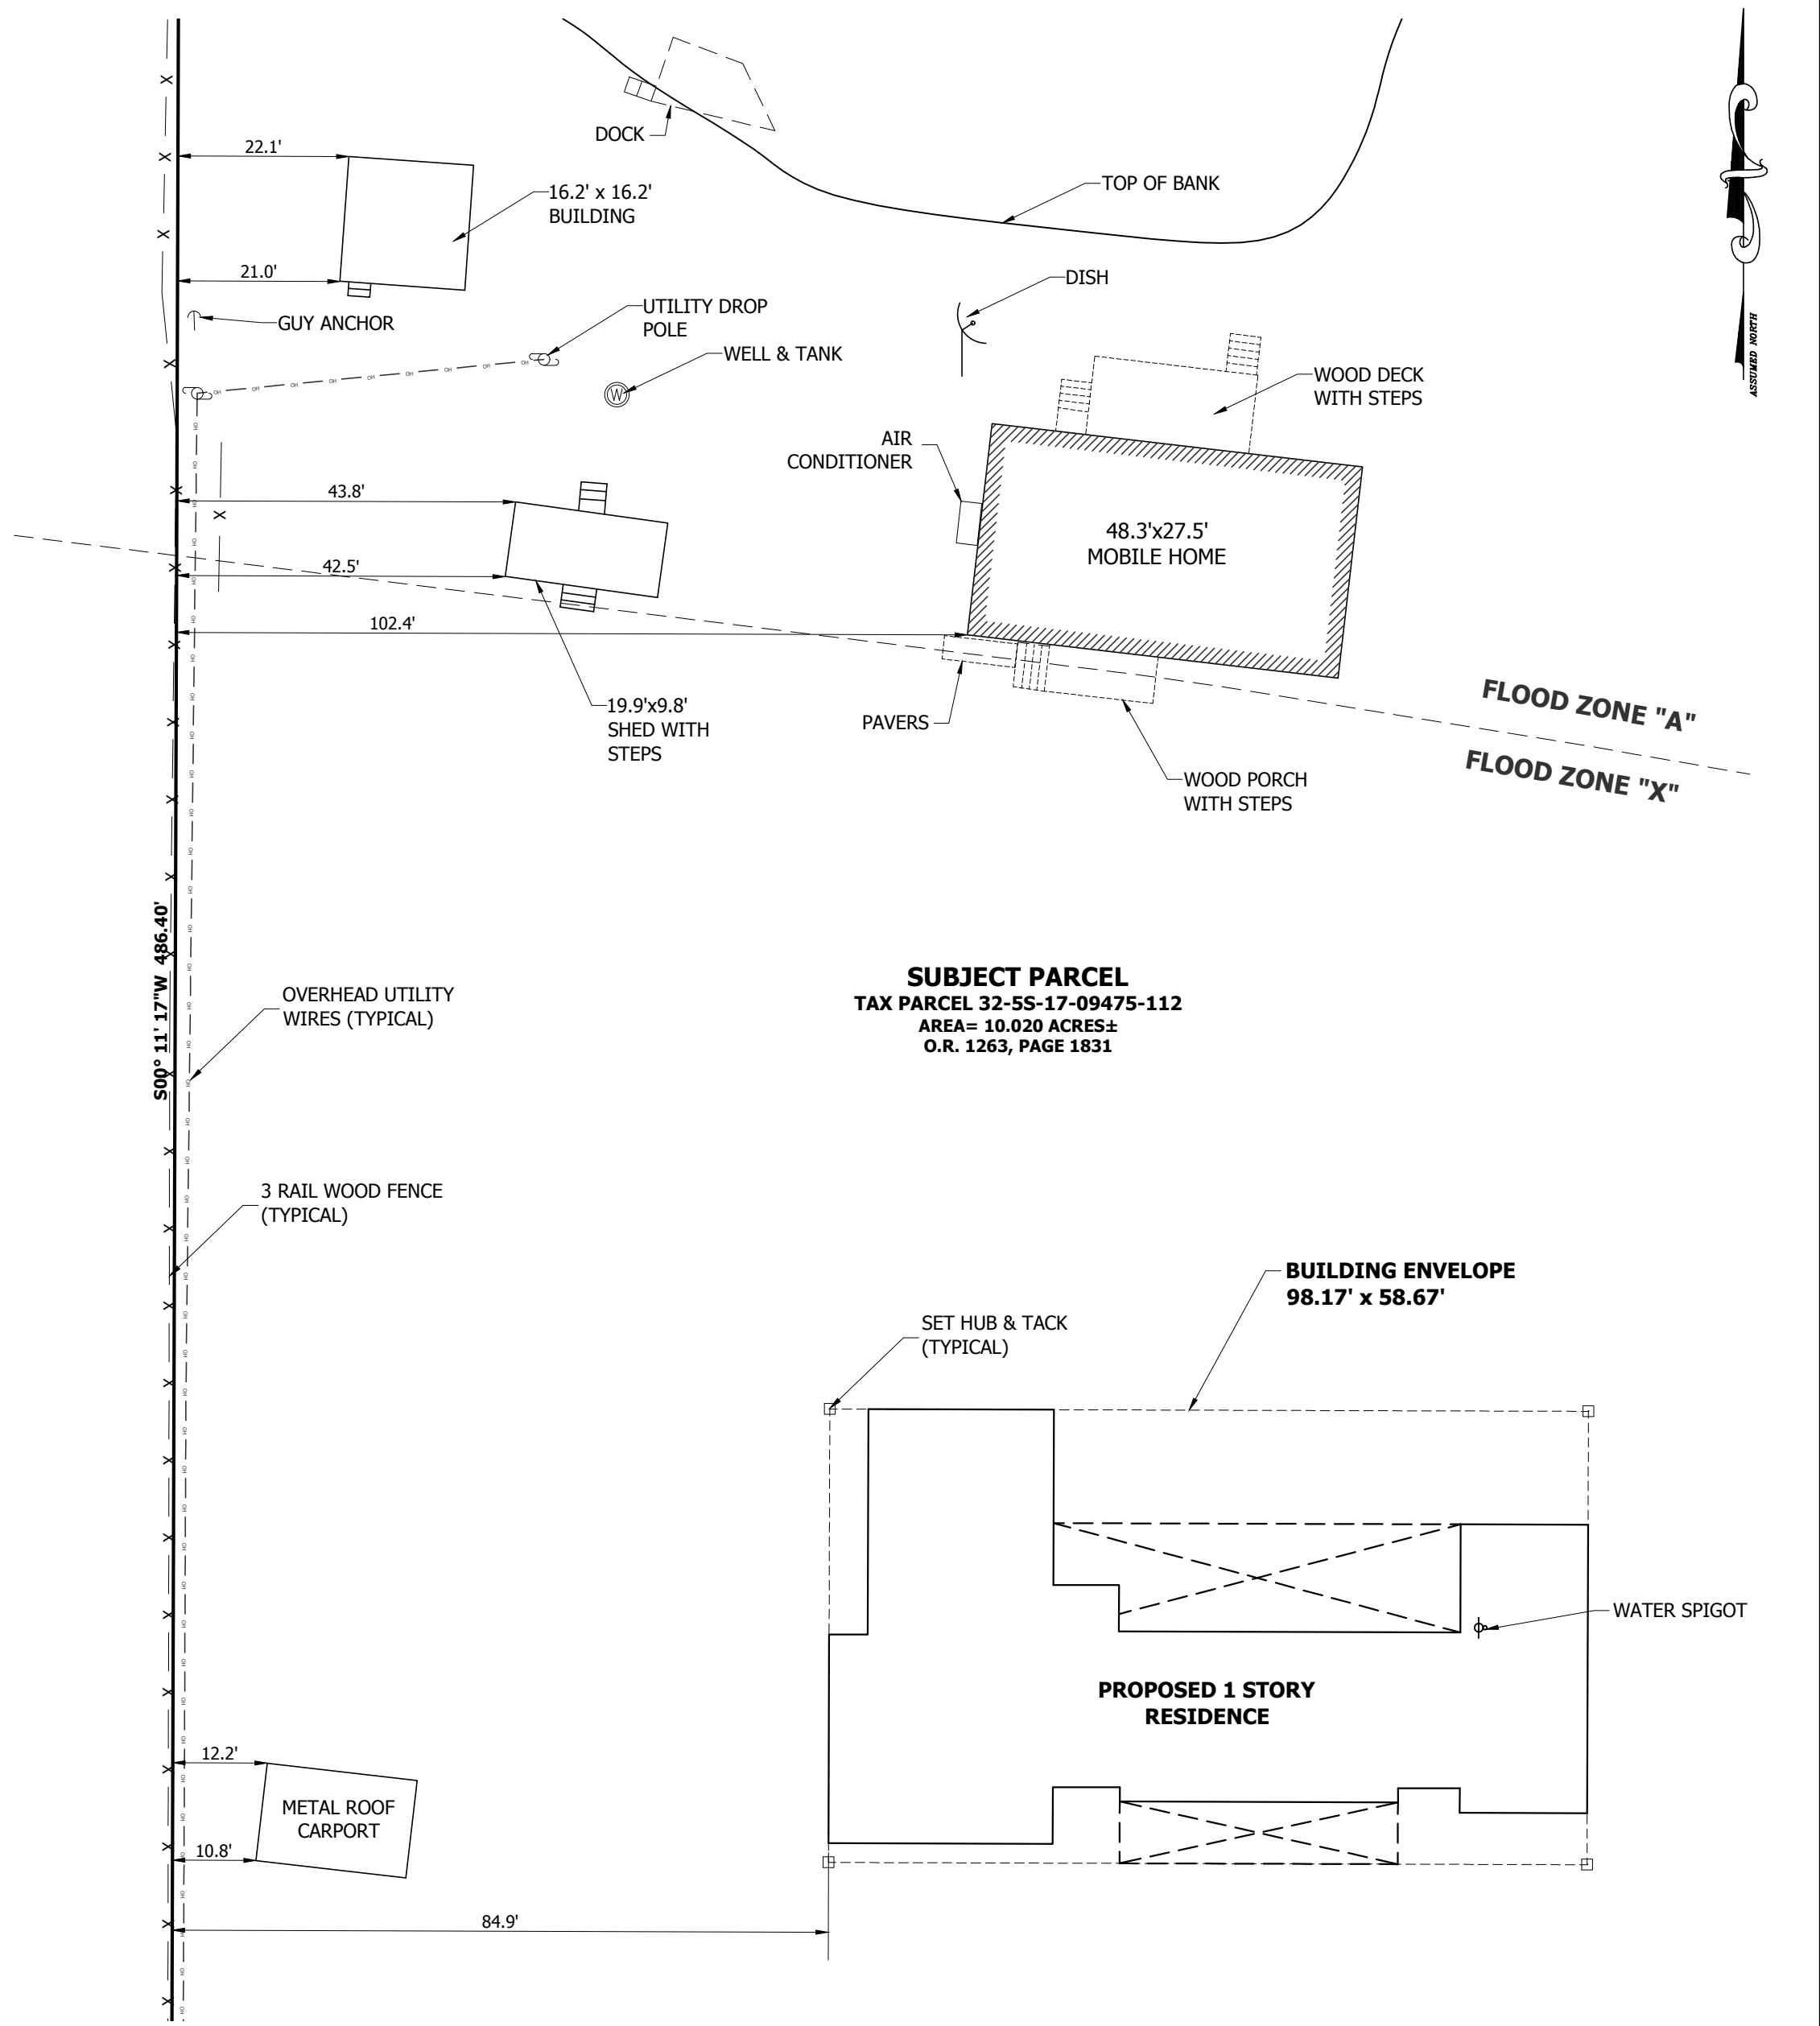 DOCK
22.1'
16.2' x 16.2'
BUILDING
TOP OF BANK
21.0'
DISH
GUY ANCHOR
UTILITY DROP
POLE
WELL & TANK
ASSUMED NORTH
WOOD DECK
WITH STEPS
AIR
CONDITIONER
W
43.8'
48.3'x27.5'
MOBILE HOME
42.5'
102.4'
19.9'x9.8'
SHED WITH
STEPS
PAVERS
FLOOD ZONE "A"
FLOOD ZONE "X"
WOOD PORCH
WITH STEPS
S00° 11' 17"W 486.40'
OVERHEAD UTILITY
WIRES (TYPICAL)
SUBJECT PARCEL
TAX PARCEL 32-5S-17-09475-112
AREA= 10.020 ACRES±
O.R. 1263, PAGE 1831
3 RAIL WOOD FENCE
(TYPICAL)
BUILDING ENVELOPE
98.17' x 58.67'
SET HUB & TACK
(TYPICAL)
WATER SPIGOT
PROPOSED 1 STORY
RESIDENCE
12.2'
METAL ROOF
CARPORT
10.8'
84.9'